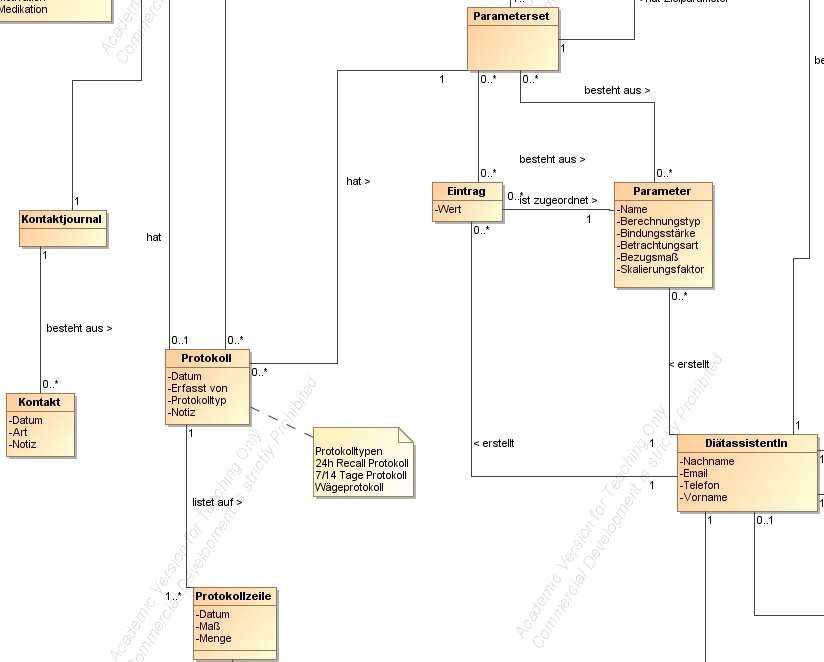 Medikation
Parameterset
1
1
0..*
0..*
besteht aus >
besteht aus >
hat >
hat
0..*
0..*
Eintrag
-Wert
0..*
ist zugeordnet >
1
0..*
Parameter
-Name
-Berechnungstyp
-Bindungsstärke
-Betrachtungsart
-Bezugsmaß
-Skalierungsfaktor
0..*
< erstellt
1
Kontaktjournal
1
besteht aus >
0..*
Kontakt
-Datum
-Art
-Notiz
0..1
0..*
Protokoll
-Datum
-Erfasst von
-Protokolltyp
-Notiz
0..*
1
Protokolltypen
24h Recall Protokoll
7/14 Tage Protokoll
Wägeprotokoll
listet auf >
1..*
Protokollzeile
-Datum
-Maß
-Menge
< erstellt
1
1
1
DiätassistentIn
-Nachname
-Email
-Telefon
-Vorname
1
1
1
0..1
be
Academic Version for Teaching Only
Commercial Development is strictly Prohibited
Academic Version for Teaching Only
Commercial Development is strictly Prohibited